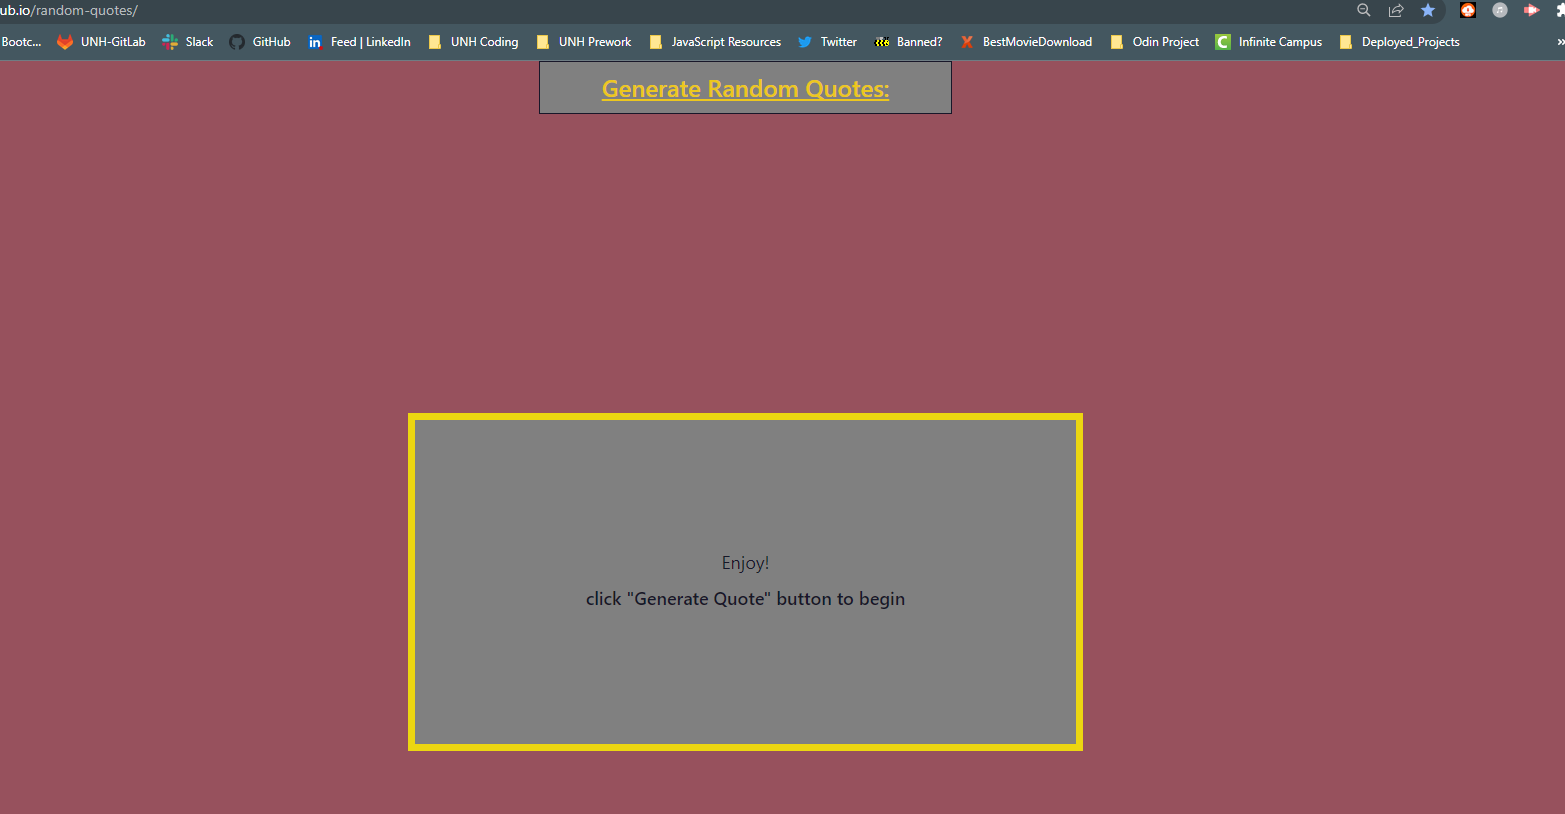 ub.io/random-quotes/
Bootc... UNH-GitLab Slack GitHub Feed | LinkedIn UNH Coding UNH Prework JavaScript Resources Twitter Banned? BestMovieDownload Odin Project Infinite Campus Deployed_Projects »
Generate Random Quotes:
Enjoy!
click "Generate Quote" button to begin